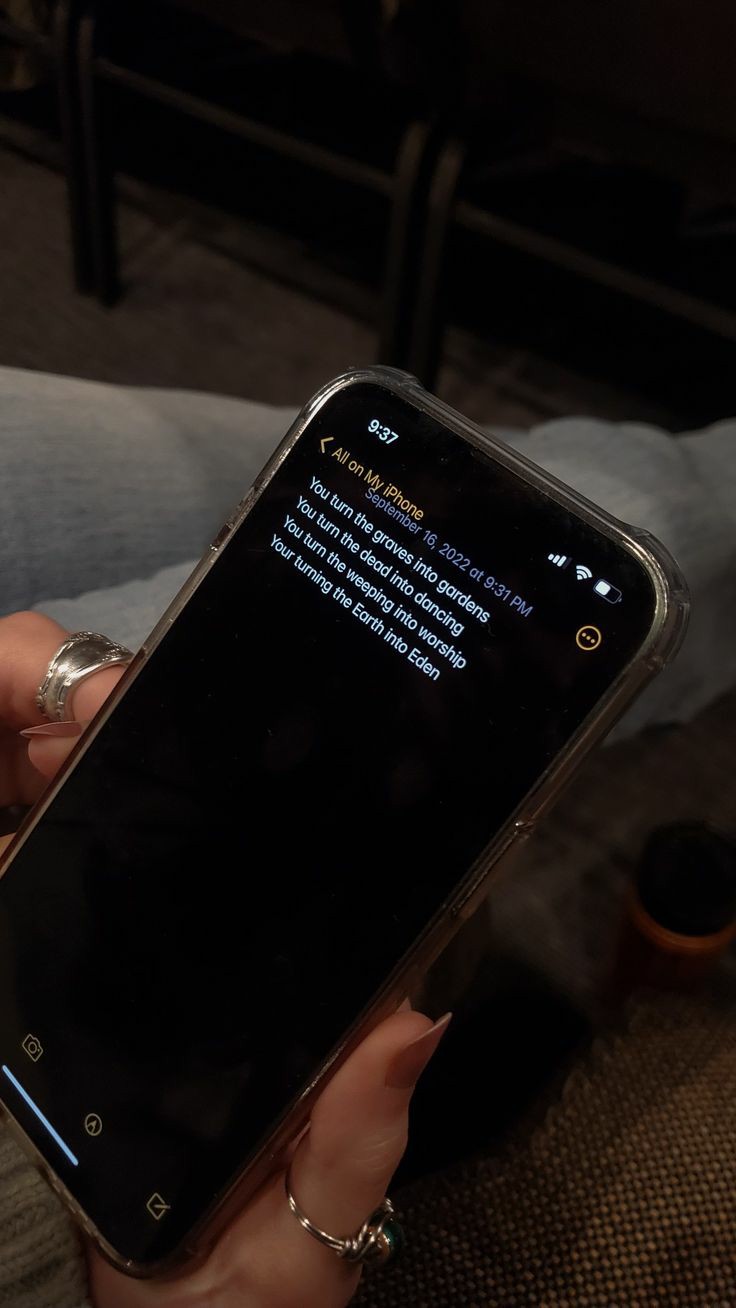 9:37
All on My iPhone
September 16, 2022 at 9:31 PM
You turn the graves into gardens
You turn the dead into dancing
You turn the weeping into worship
Your turning the Earth into Eden